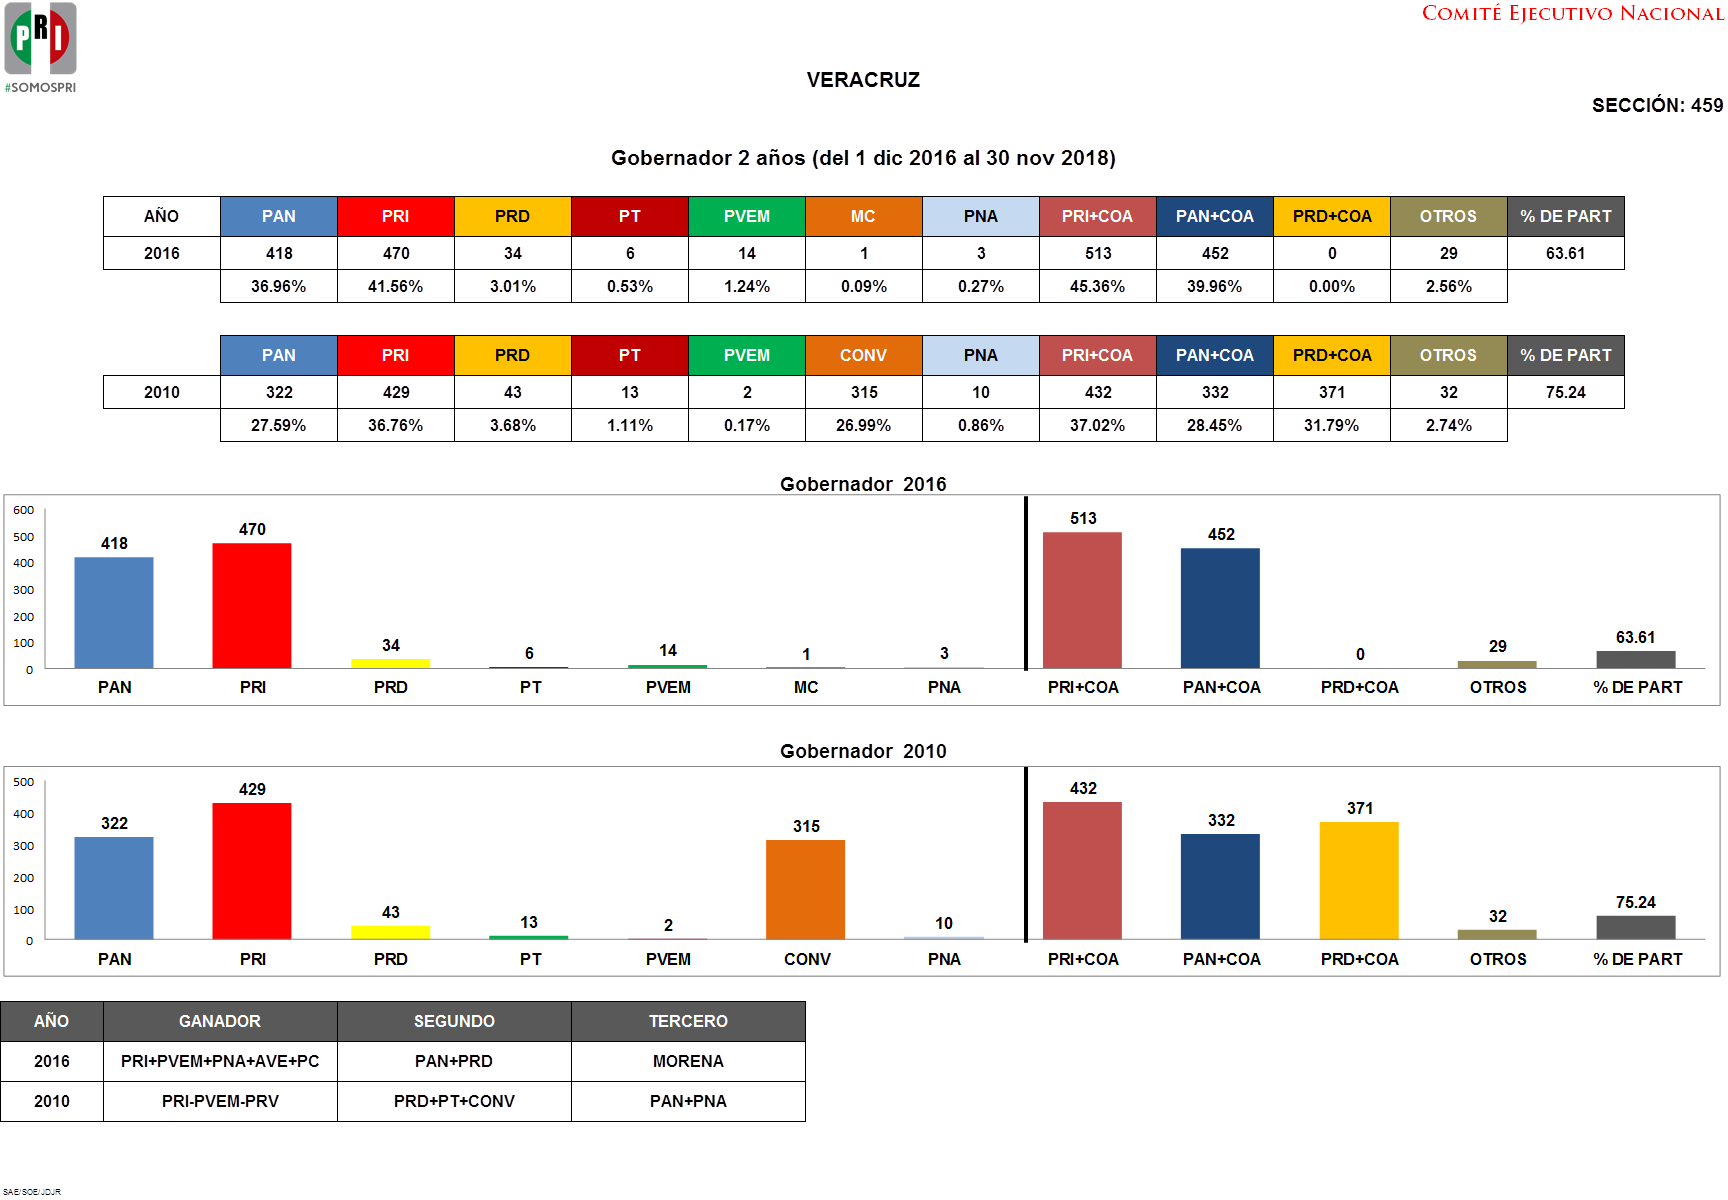 PRI
#SOMOSPRI
COMITÉ EJECUTIVO NACIONAL
VERACRUZ
SECCIÓN: 459
Gobernador 2 años (del 1 dic 2016 al 30 nov 2018)
AÑO PAN PRI PRD PT PVEM MC PNA PRI+COA PAN+COA PRD+COA OTROS % DE PART
2016 418 470 34 6 14 1 3 513 452 0 29 63.61
36.96% 41.56% 3.01% 0.53% 1.24% 0.09% 0.27% 45.36% 39.96% 0.00% 2.56%
PAN PRI PRD PT PVEM CONV PNA PRI+COA PAN+COA PRD+COA OTROS % DE PART
2010 322 429 43 13 2 315 10 432 332 371 32 75.24
27.59% 36.76% 3.68% 1.11% 0.17% 26.99% 0.86% 37.02% 28.45% 31.79% 2.74%
Gobernador 2016
600
500
400
300
200
100
0
418 470 34 6 14 1 3 513 452 0 29 63.61
PAN PRI PRD PT PVEM MC PNA PRI+COA PAN+COA PRD+COA OTROS % DE PART
Gobernador 2010
500
400
300
200
100
0
322 429 43 13 2 315 10 432 332 371 32 75.24
PAN PRI PRD PT PVEM CONV PNA PRI+COA PAN+COA PRD+COA OTROS % DE PART
AÑO GANADOR SEGUNDO TERCERO
2016 PRI+PVEM+PNA+AVE+PC PAN+PRD MORENA
2010 PRI-PVEM-PRV PRD+PT+CONV PAN+PNA
SAE/SOE/JDJR